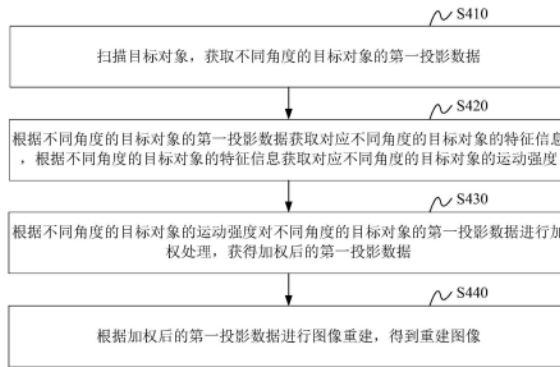 S410
扫描目标对象，获取不同角度的目标对象的第一投影数据
S420
根据不同角度的目标对象的第一投影数据获取对应不同角度的目标对象的特征信息
，根据不同角度的目标对象的特征信息获取对应不同角度的目标对象的运动强度
S430
根据不同角度的目标对象的运动强度对不同角度的目标对象的第一投影数据进行加
权处理，获得加权后的第一投影数据
S440
根据加权后的第一投影数据进行图像重建，得到重建图像